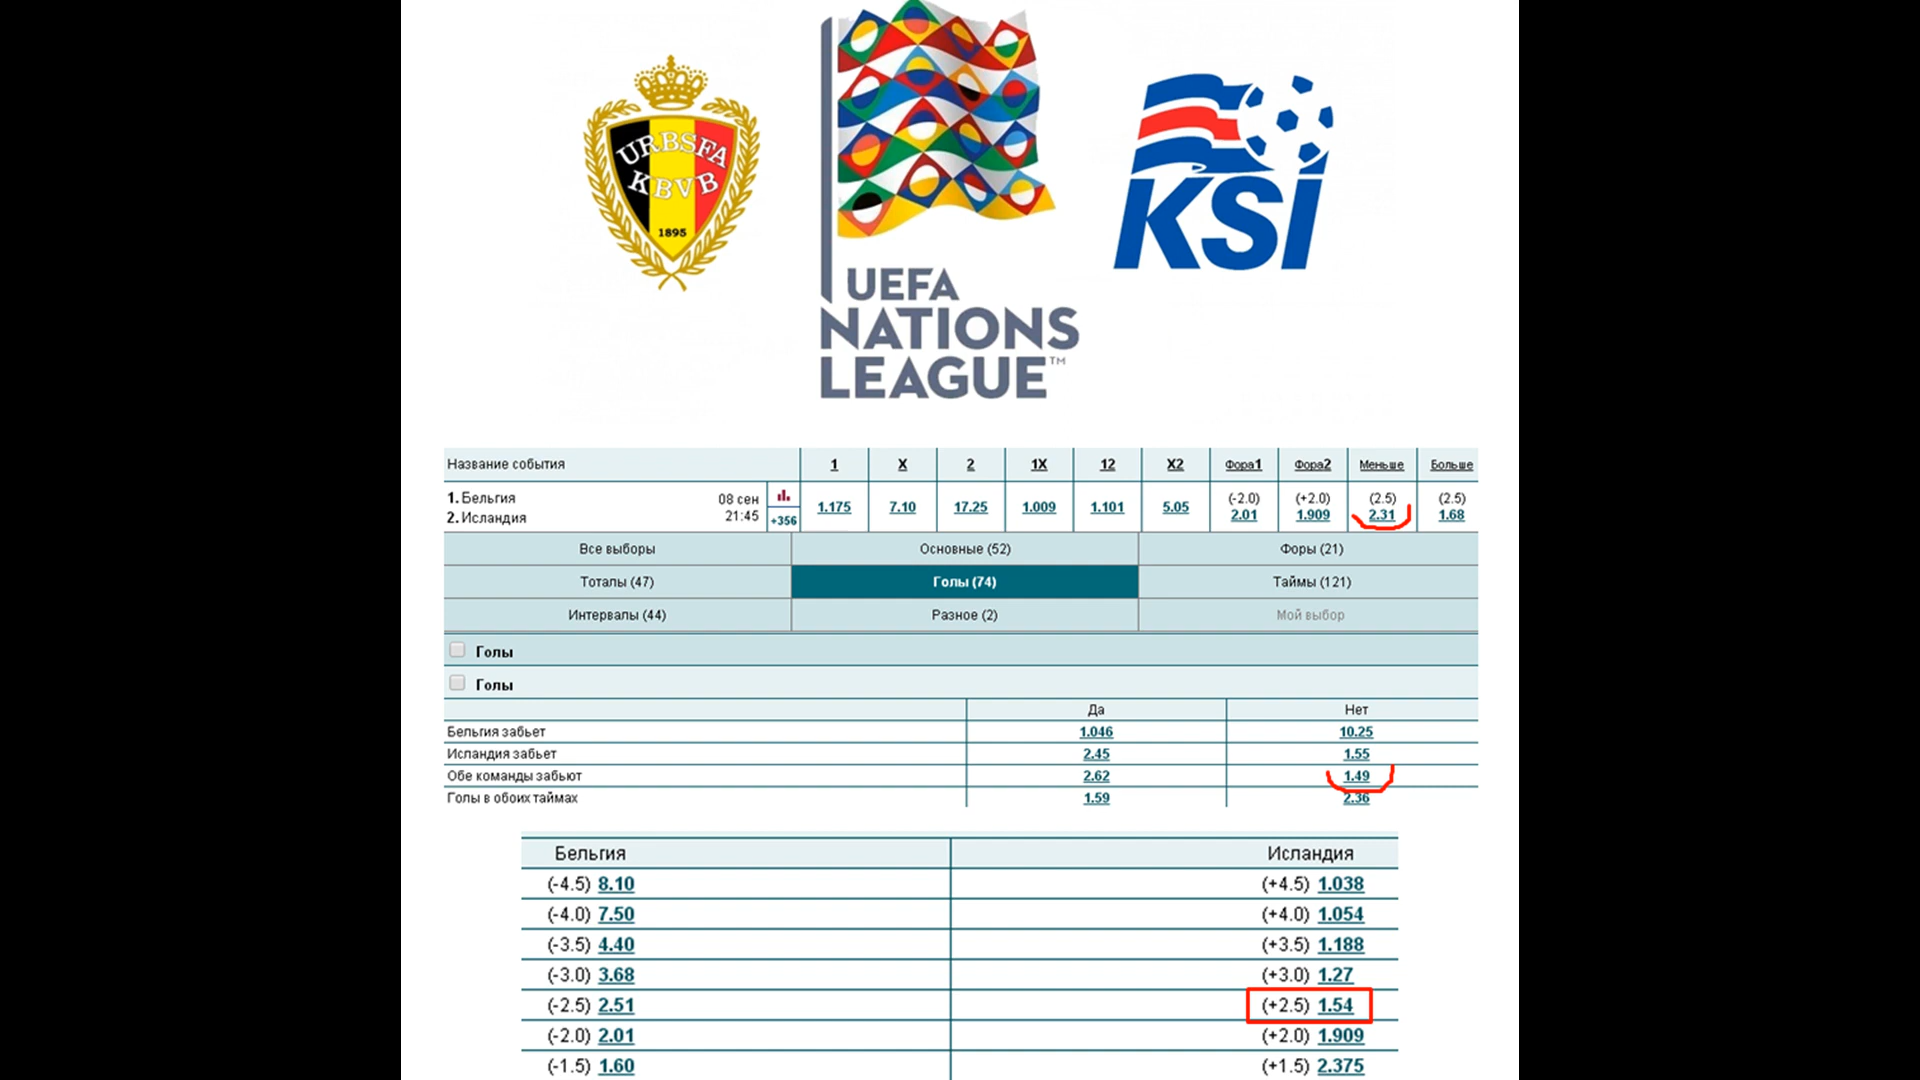 URBSFA
KBVB
1895
UEFA
NATIONS
LEAGUE™
KSÍ
Название события 1 X 2 1X 12 X2 Фора1 Фора2 Меньше Больше
1. Бельгия 08 сен (-2.0) (+2.0) (2.5) (2.5)
1.175 7.10 17.25 1.009 1.101 5.05
2. Исландия 21:45 +356 2.01 1.909 2.31 1.68
Все выборы Основные (52) Форы (21)
Тоталы (47) Голы (74) Таймы (121)
Интервалы (44) Разное (2) Мой выбор
Голы
Голы
Да Нет
Бельгия забьет 1.046 10.25
Исландия забьет 2.45 1.55
Обе команды забьют 2.62 1.49
Голы в обоих таймах 1.59 2.36
Бельгия Исландия
(-4.5) 8.10 (+4.5) 1.038
(-4.0) 7.50 (+4.0) 1.054
(-3.5) 4.40 (+3.5) 1.188
(-3.0) 3.68 (+3.0) 1.27
(-2.5) 2.51 (+2.5) 1.54
(-2.0) 2.01 (+2.0) 1.909
(-1.5) 1.60 (+1.5) 2.375